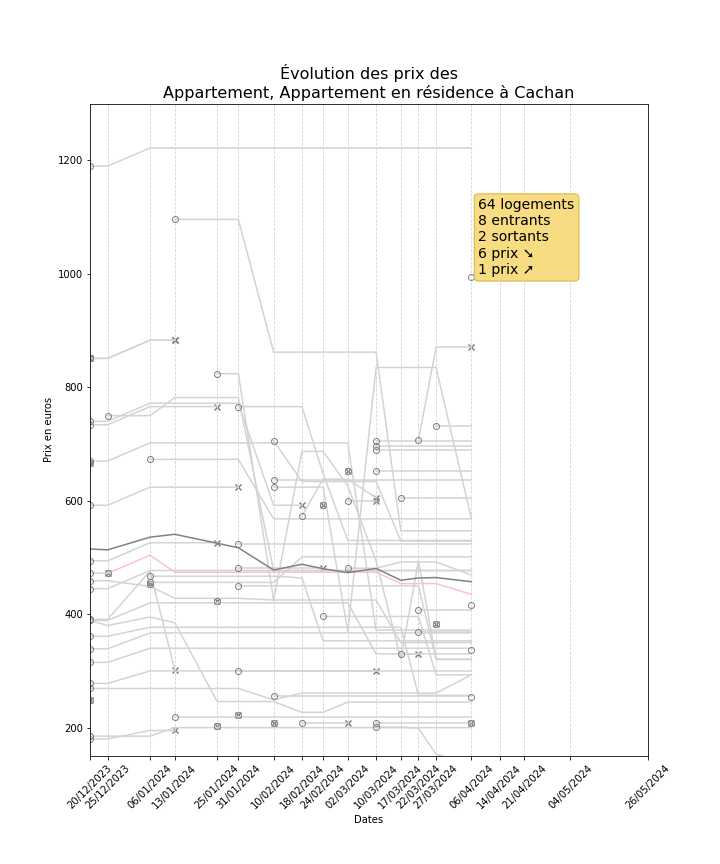 Évolution des prix des
Appartement, Appartement en résidence à Cachan
1200
1000
800
600
400
200
Prix en euros
64 logements
8 entrants
2 sortants
6 prix ➘
1 prix ➚
20/12/2023
25/12/2023
06/01/2024
13/01/2024
25/01/2024
31/01/2024
10/02/2024
18/02/2024
24/02/2024
02/03/2024
10/03/2024
17/03/2024
22/03/2024
27/03/2024
06/04/2024
14/04/2024
21/04/2024
04/05/2024
26/05/2024
Dates